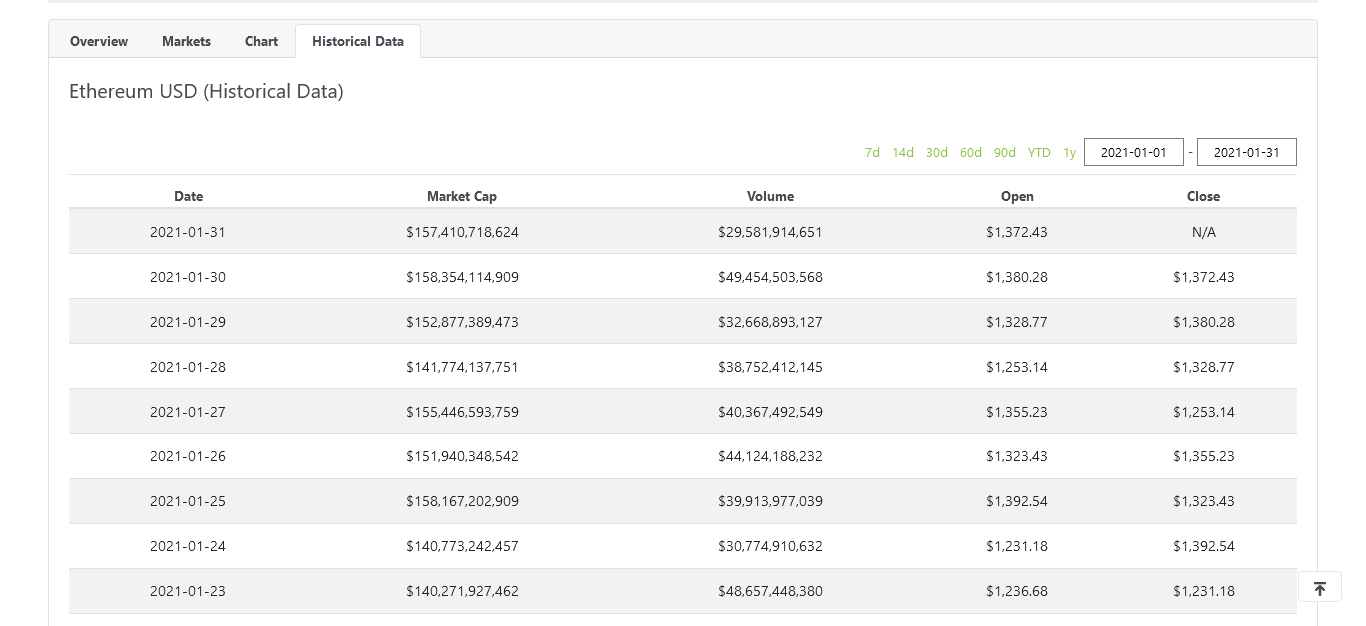 Overview Markets Chart Historical Data
Ethereum USD (Historical Data)
7d 14d 30d 60d 90d YTD 1y 2021-01-01 - 2021-01-31
Date Market Cap Volume Open Close
2021-01-31 $157,410,718,624 $29,581,914,651 $1,372.43 N/A
2021-01-30 $158,354,114,909 $49,454,503,568 $1,380.28 $1,372.43
2021-01-29 $152,877,389,473 $32,668,893,127 $1,328.77 $1,380.28
2021-01-28 $141,774,137,751 $38,752,412,145 $1,253.14 $1,328.77
2021-01-27 $155,446,593,759 $40,367,492,549 $1,355.23 $1,253.14
2021-01-26 $151,940,348,542 $44,124,188,232 $1,323.43 $1,355.23
2021-01-25 $158,167,202,909 $39,913,977,039 $1,392.54 $1,323.43
2021-01-24 $140,773,242,457 $30,774,910,632 $1,231.18 $1,392.54
2021-01-23 $140,271,927,462 $48,657,448,380 $1,236.68 $1,231.18